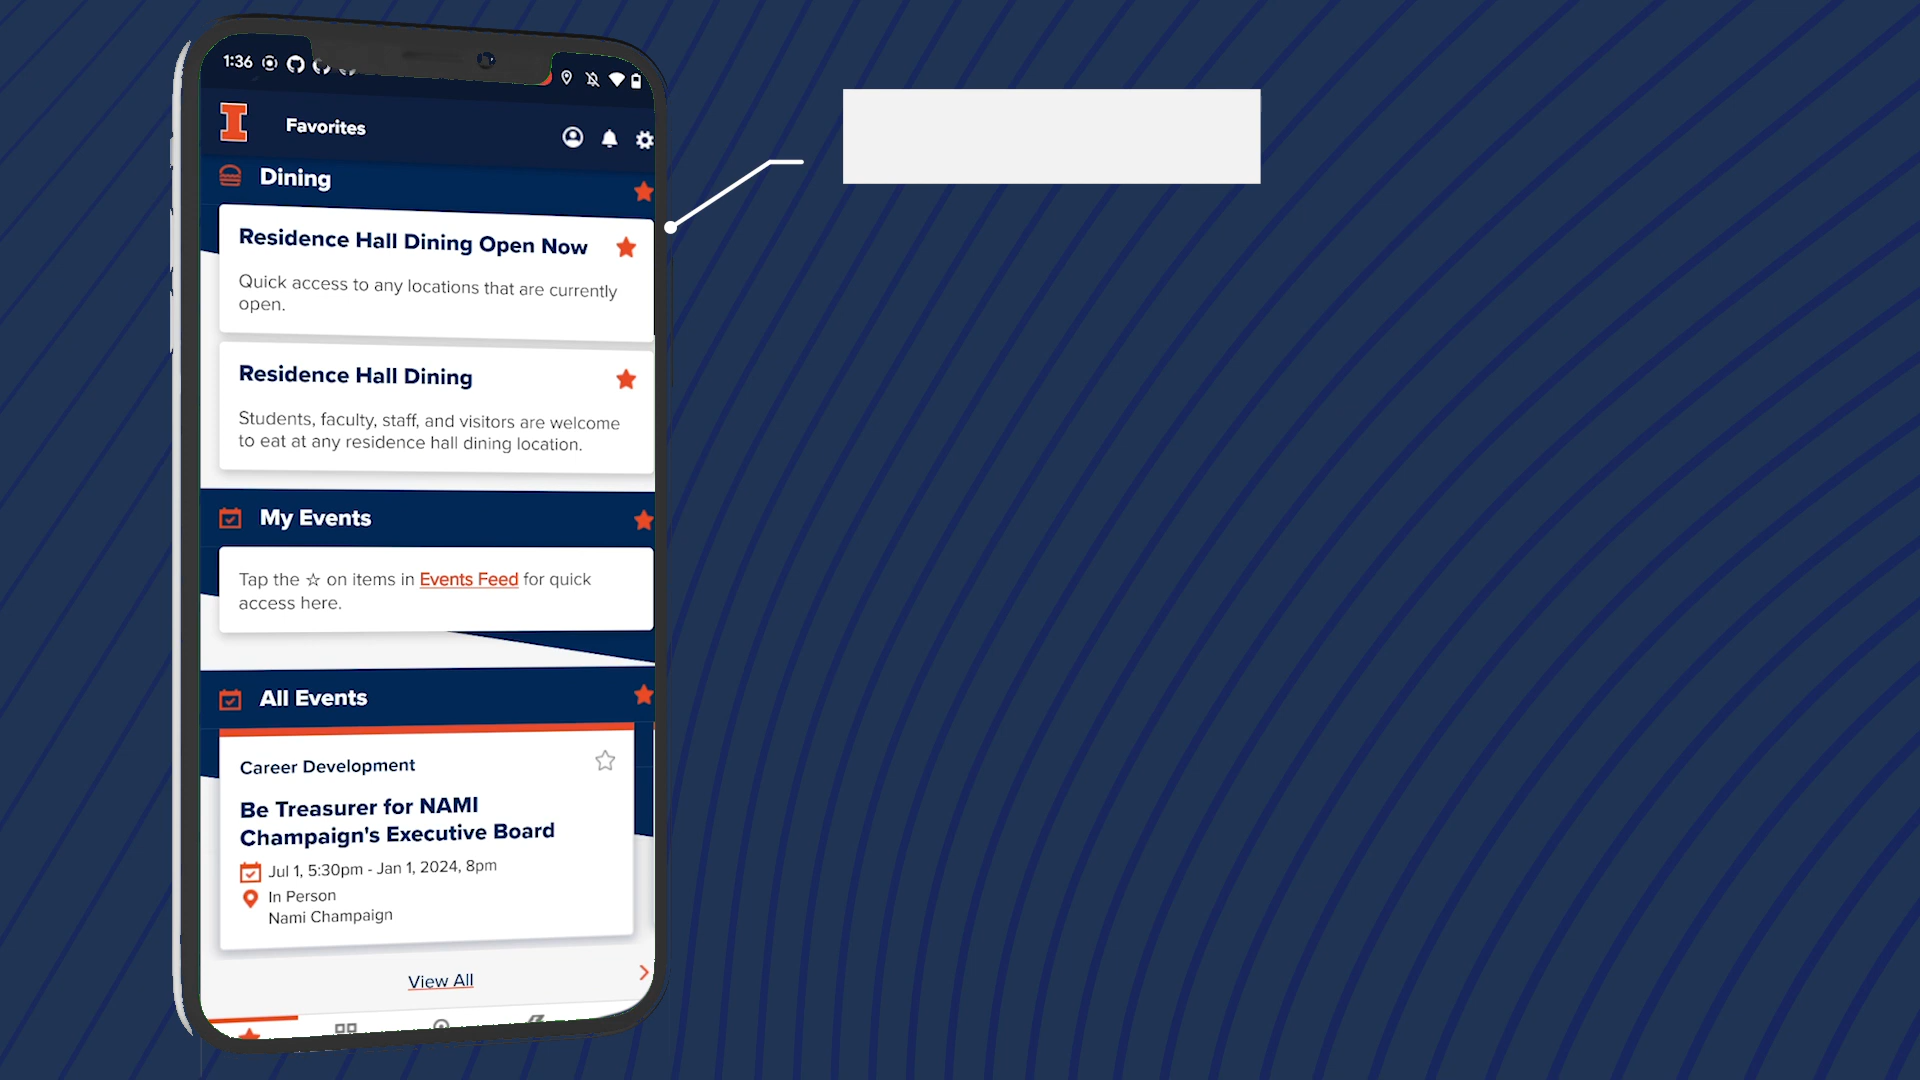 1:36
Favorites
Dining
Residence Hall Dining Open Now
Quick access to any locations that are currently
open.
Residence Hall Dining
Students, faculty, staff, and visitors are welcome
to eat at any residence hall dining location.
My Events
Tap the ☆ on items in Events Feed for quick
access here.
All Events
Career Development
Be Treasurer for NAMI
Champaign's Executive Board
Jul 1, 5:30pm - Jan 1, 2024, 8pm
In Person
Nami Champaign
View All